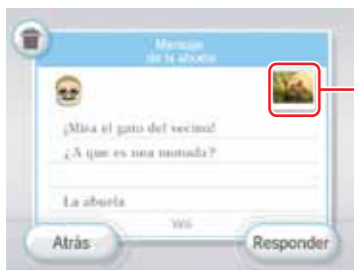 Mensaje
de la abuela
¡Mira el gato del vecino!
¿A que es una monada?
La abuela
Atrás
Responder